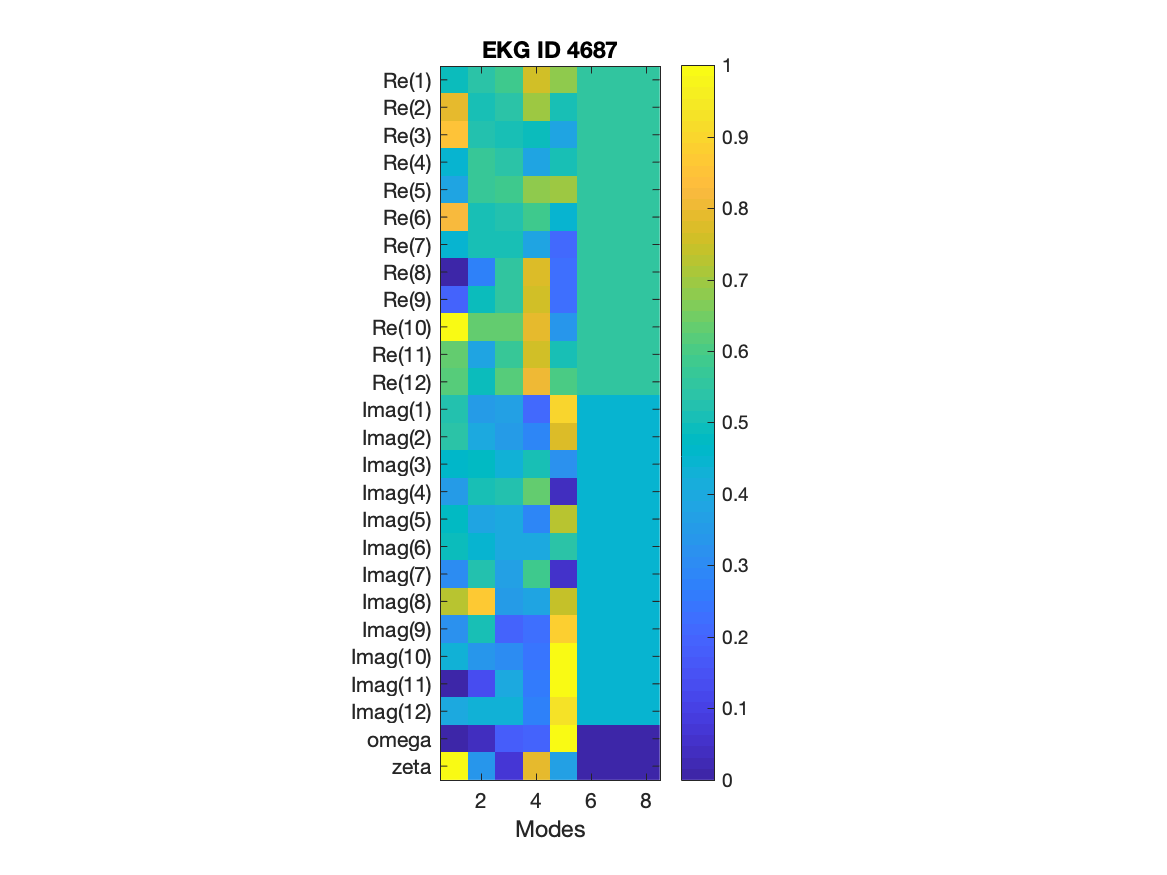 EKG ID 4687
Re(1)
Re(2)
Re(3)
Re(4)
Re(5)
Re(6)
Re(7)
Re(8)
Re(9)
Re(10)
Re(11)
Re(12)
Imag(1)
Imag(2)
Imag(3)
Imag(4)
Imag(5)
Imag(6)
Imag(7)
Imag(8)
Imag(9)
Imag(10)
Imag(11)
Imag(12)
omega
zeta
2 4 6 8
Modes
1
0.9
0.8
0.7
0.6
0.5
0.4
0.3
0.2
0.1
0